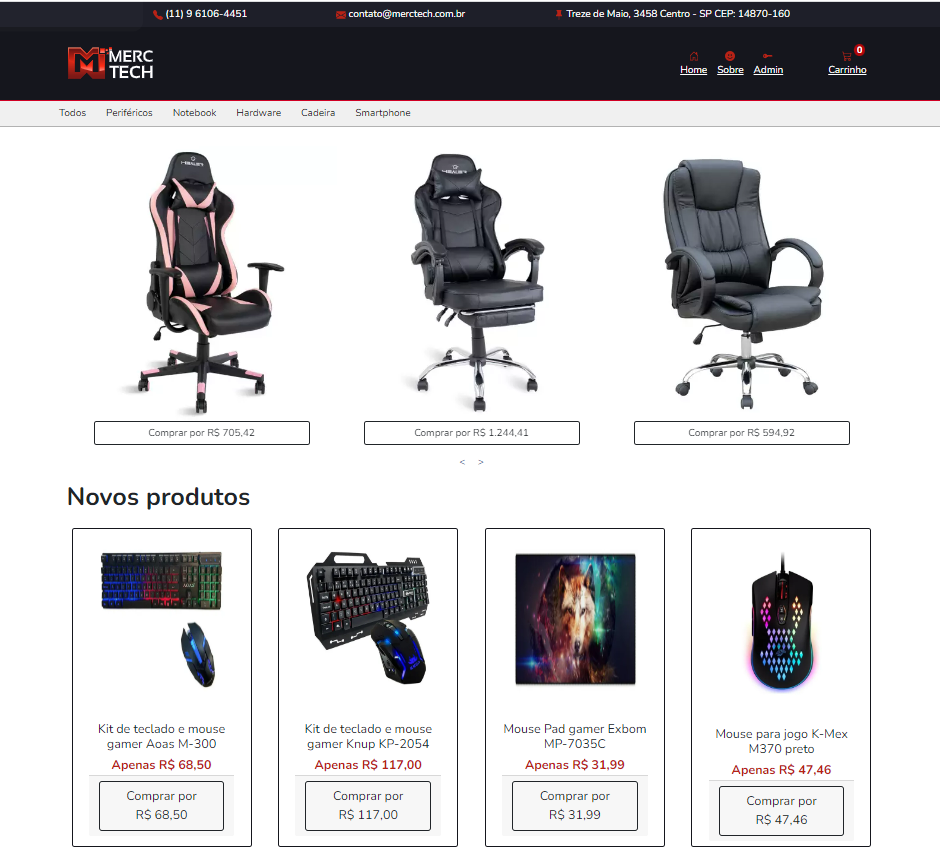 (11) 9 6106-4451
contato@merctech.com.br
Treze de Maio, 3458 Centro - SP CEP: 14870-160
MERC
TECH
0
Home Sobre Admin Carrinho
Todos Periféricos Notebook Hardware Cadeira Smartphone
Comprar por R$ 705,42
Comprar por R$ 1.244,41
Comprar por R$ 594,92
< >
Novos produtos
Kit de teclado e mouse
gamer Aoas M-300
Apenas R$ 68,50
Comprar por
R$ 68,50
Kit de teclado e mouse
gamer Knup KP-2054
Apenas R$ 117,00
Comprar por
R$ 117,00
Mouse Pad gamer Exbom
MP-7035C
Apenas R$ 31,99
Comprar por
R$ 31,99
Mouse para jogo K-Mex
M370 preto
Apenas R$ 47,46
Comprar por
R$ 47,46